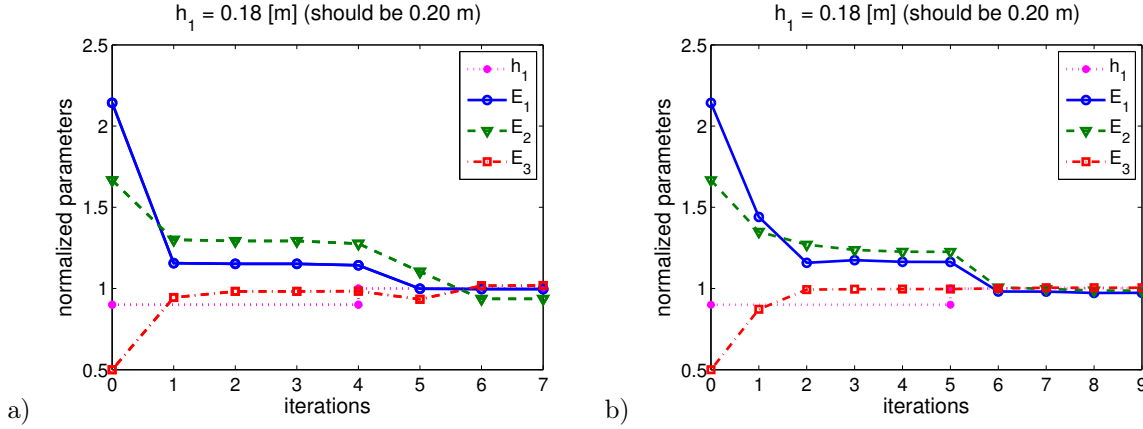 h₁ = 0.18 [m] (should be 0.20 m)
normalized parameters
2.5
2
1.5
1
0.5
0 1 2 3 4 5 6 7
iterations
h₁
E₁
E₂
E₃
a)
h₁ = 0.18 [m] (should be 0.20 m)
normalized parameters
2.5
2
1.5
1
0.5
0 1 2 3 4 5 6 7 8 9
iterations
h₁
E₁
E₂
E₃
b)